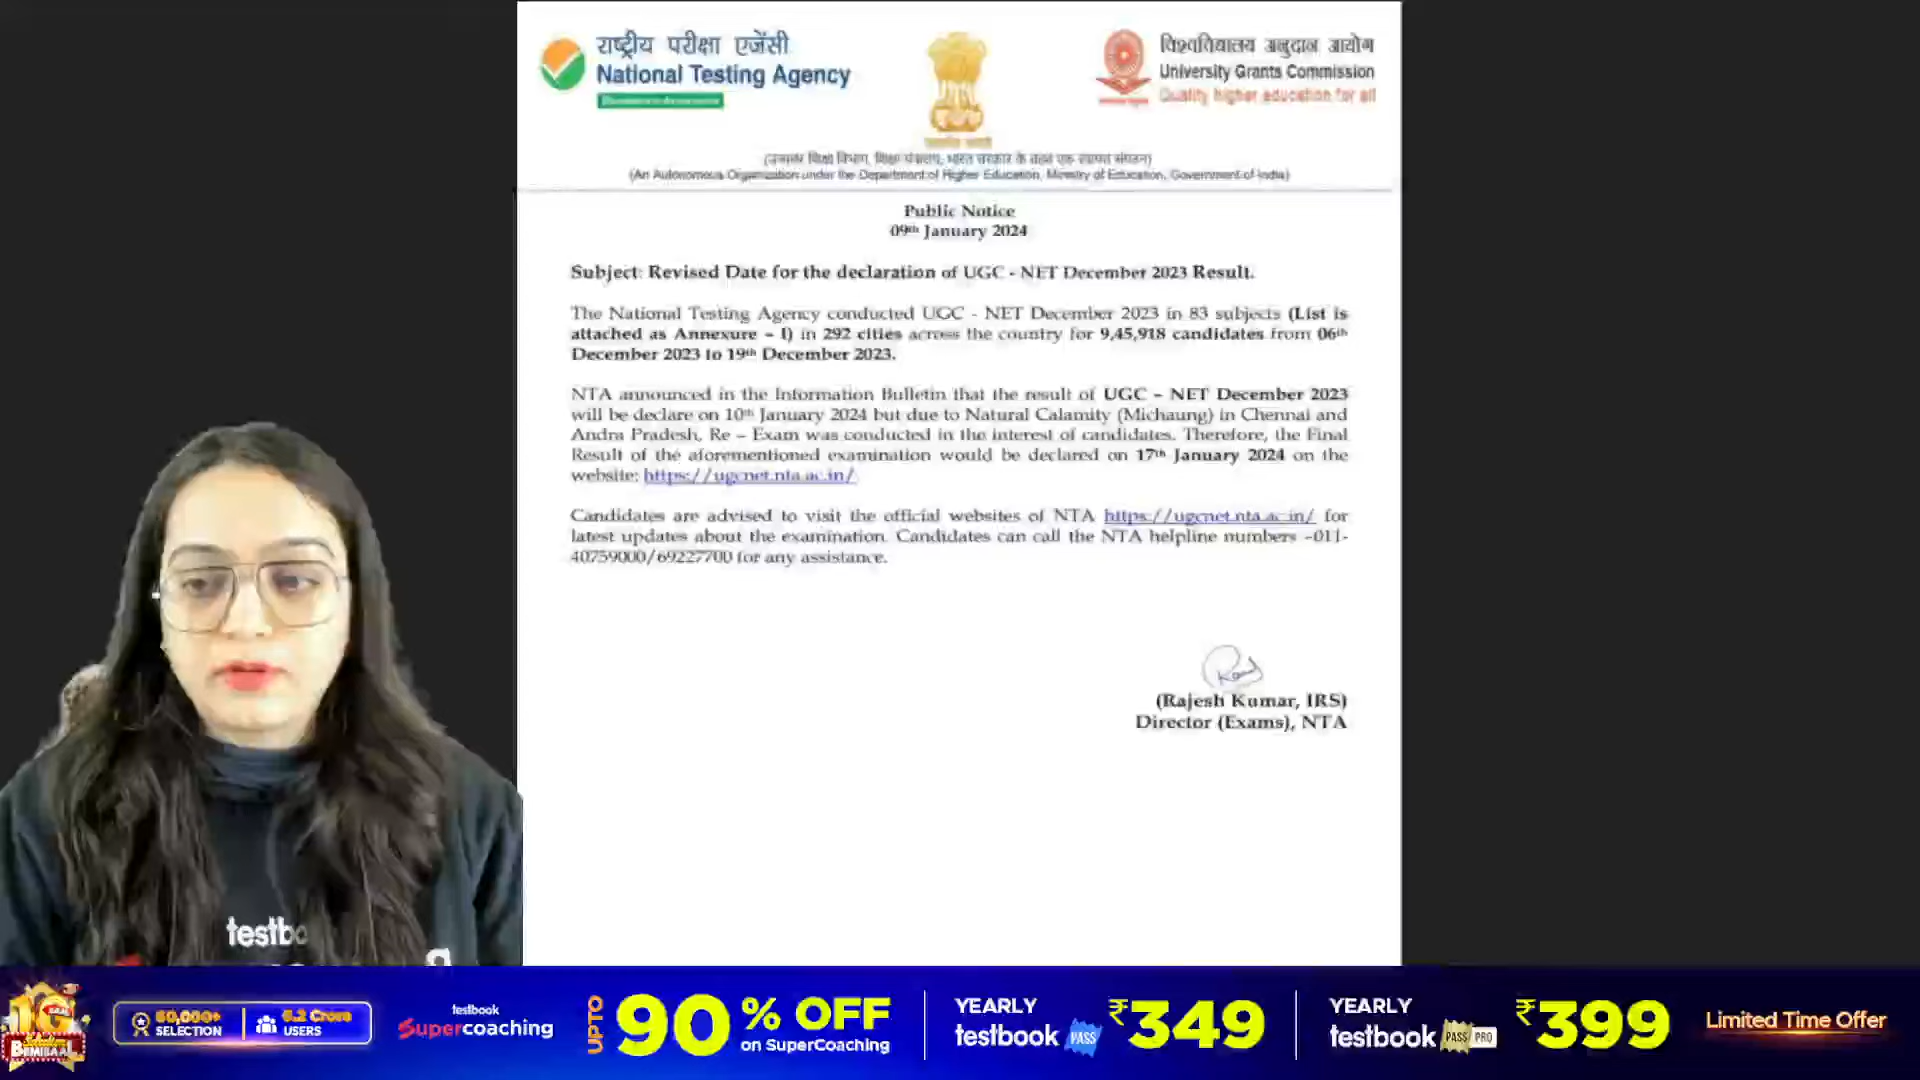 राष्ट्रीय परीक्षा एजेंसी
National Testing Agency
विश्वविद्यालय अनुदान आयोग
University Grants Commission
Quality higher education for all
(An Autonomous Organization under the Department of Higher Education, Ministry of Education, Government of India)
Public Notice
09th January 2024
Subject: Revised Date for the declaration of UGC - NET December 2023 Result.
The National Testing Agency conducted UGC - NET December 2023 in 83 subjects (List is
attached as Annexure – I) in 292 cities across the country for 9,45,918 candidates from 06th
December 2023 to 19th December 2023.
NTA announced in the Information Bulletin that the result of UGC – NET December 2023
will be declare on 10th January 2024 but due to Natural Calamity (Michaung) in Chennai and
Andra Pradesh, Re – Exam was conducted in the interest of candidates. Therefore, the Final
Result of the aforementioned examination would be declared on 17th January 2024 on the
website: https://ugcnet.nta.ac.in/
Candidates are advised to visit the official websites of NTA https://ugcnet.nta.ac.in/ for
latest updates about the examination. Candidates can call the NTA helpline numbers –011-
40759000/69227700 for any assistance.
(Rajesh Kumar, IRS)
Director (Exams), NTA
testbo
SELECTION
USERS
testbook
Supercoaching
UPTO 90% OFF
on SuperCoaching
YEARLY
testbook PASS ₹349
YEARLY
testbook PASS PRO ₹399
Limited Time Offer